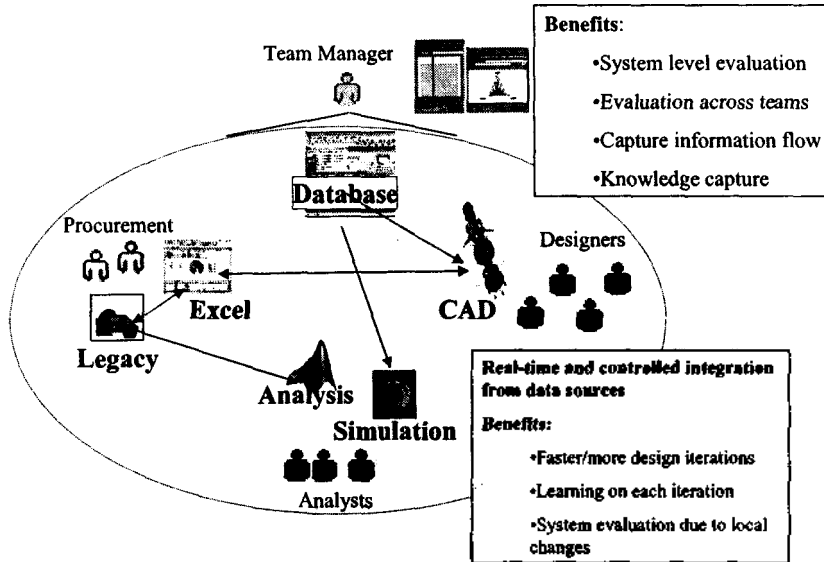 Team Manager
Benefits:
•System level evaluation
•Evaluation across teams
•Capture information flow
•Knowledge capture
Database
Procurement
Designers
Excel
CAD
Legacy
Analysis
Simulation
Analysts
Real-time and controlled integration
from data sources
Benefits:
•Faster/more design iterations
•Learning on each iteration
•System evaluation due to local
changes